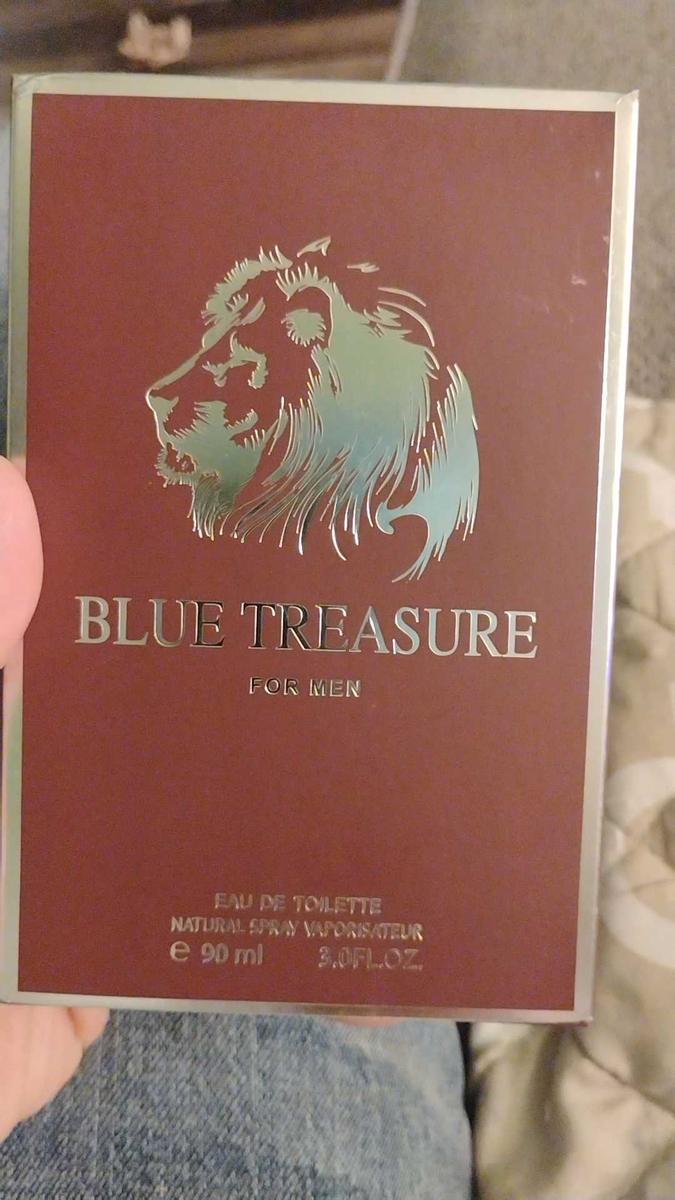 BLUE TREASURE
FOR MEN
EAU DE TOILETTE
NATURAL SPRAY VAPORISATEUR
e 90 ml 3.0FL.OZ.